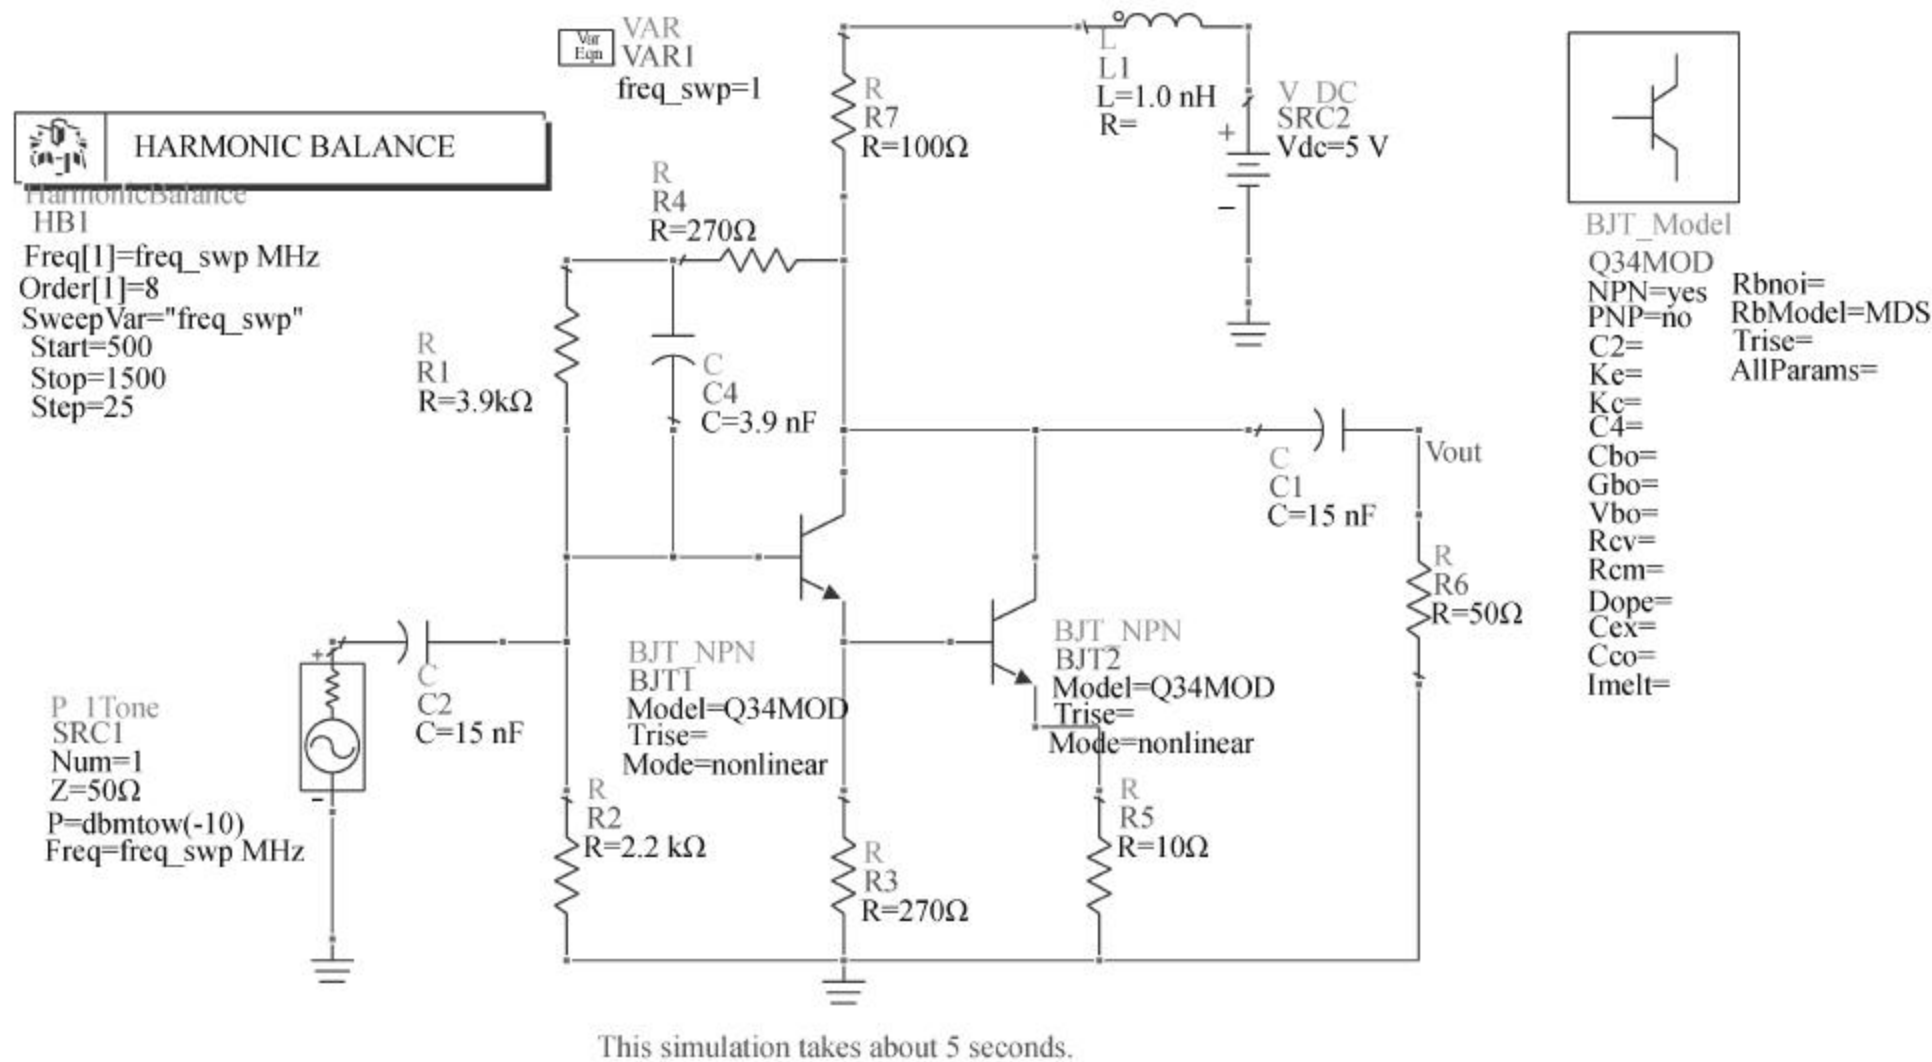 Var
Eqn
VAR
VAR1
freq_swp=1
HARMONIC BALANCE
HarmonicBalance
HB1
Freq[1]=freq_swp MHz
Order[1]=8
SweepVar="freq_swp"
Start=500
Stop=1500
Step=25
R
R7
R=100Ω
L
L1
L=1.0 nH
R=
V_DC
SRC2
Vdc=5 V
+
−
R
R4
R=270Ω
R
R1
R=3.9kΩ
C
C4
C=3.9 nF
C
C1
C=15 nF
Vout
R
R6
R=50Ω
BJT_Model
Q34MOD
NPN=yes
PNP=no
C2=
Ke=
Kc=
C4=
Cbo=
Gbo=
Vbo=
Rcv=
Rcm=
Dope=
Cex=
Cco=
Imelt=
Rbnoi=
RbModel=MDS
Trise=
AllParams=
P_1Tone
SRC1
Num=1
Z=50Ω
P=dbmtow(-10)
Freq=freq_swp MHz
+
−
C
C2
C=15 nF
BJT_NPN
BJT1
Model=Q34MOD
Trise=
Mode=nonlinear
BJT_NPN
BJT2
Model=Q34MOD
Trise=
Mode=nonlinear
R
R2
R=2.2 kΩ
R
R3
R=270Ω
R
R5
R=10Ω
This simulation takes about 5 seconds.